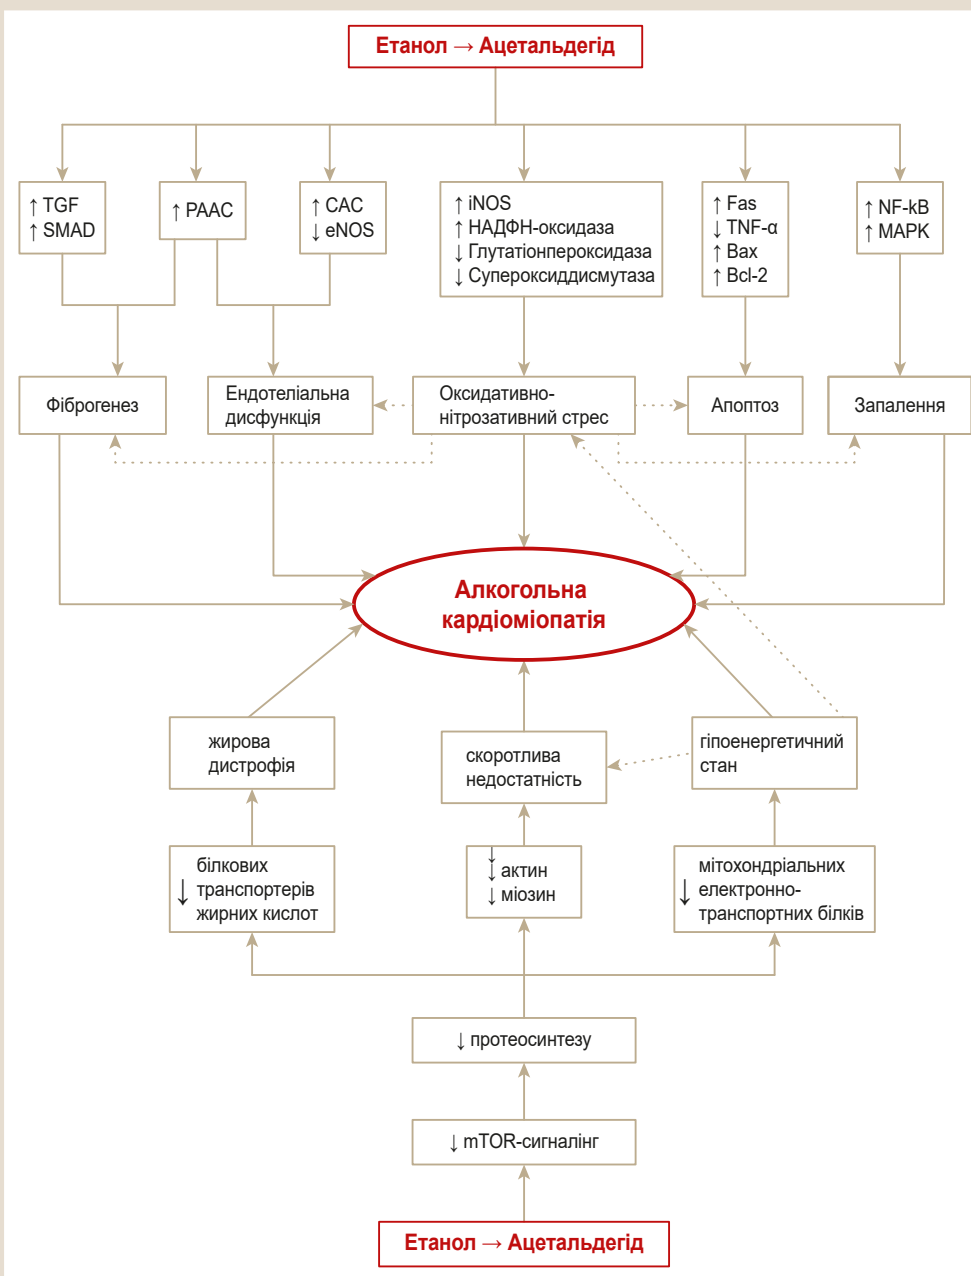 Етанол → Ацетальдегід
↑ TGF
↑ SMAD
↑ РААС
↑ САС
↓ eNOS
↑ iNOS
↑ НАДФН-оксидаза
↓ Глутатіонпероксидаза
↓ Супероксиддисмутаза
↑ Fas
↓ TNF-α
↑ Bax
↑ Bcl-2
↑ NF-kB
↑ MAPK
Фіброгенез
Ендотеліальна
дисфункція
Оксидативно-
нітрозативний стрес
Апоптоз
Запалення
Алкогольна
кардіоміопатія
жирова
дистрофія
скоротлива
недостатність
гіпоенергетичний
стан
↓ білкових
транспортерів
жирних кислот
↓
↓ актин
↓ міозин
↓ мітохондріальних
електронно-
транспортних білків
↓ протеосинтезу
↓ mTOR-сигналінг
Етанол → Ацетальдегід